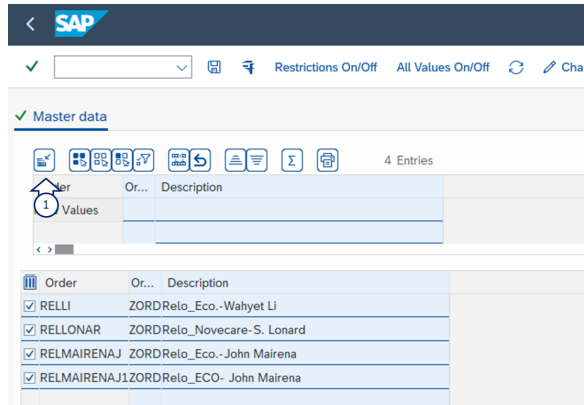 SAP
Restrictions On/Off All Values On/Off Cha
Master data
4 Entries
der Or... Description
1 Values
Order Or... Description
RELLI ZORD Relo_Eco.-Wahyet Li
RELLONAR ZORD Relo_Novecare-S. Lonard
RELMAIRENAJ ZORD Relo_Eco.-John Mairena
RELMAIRENAJ1 ZORD Relo_ECO- John Mairena